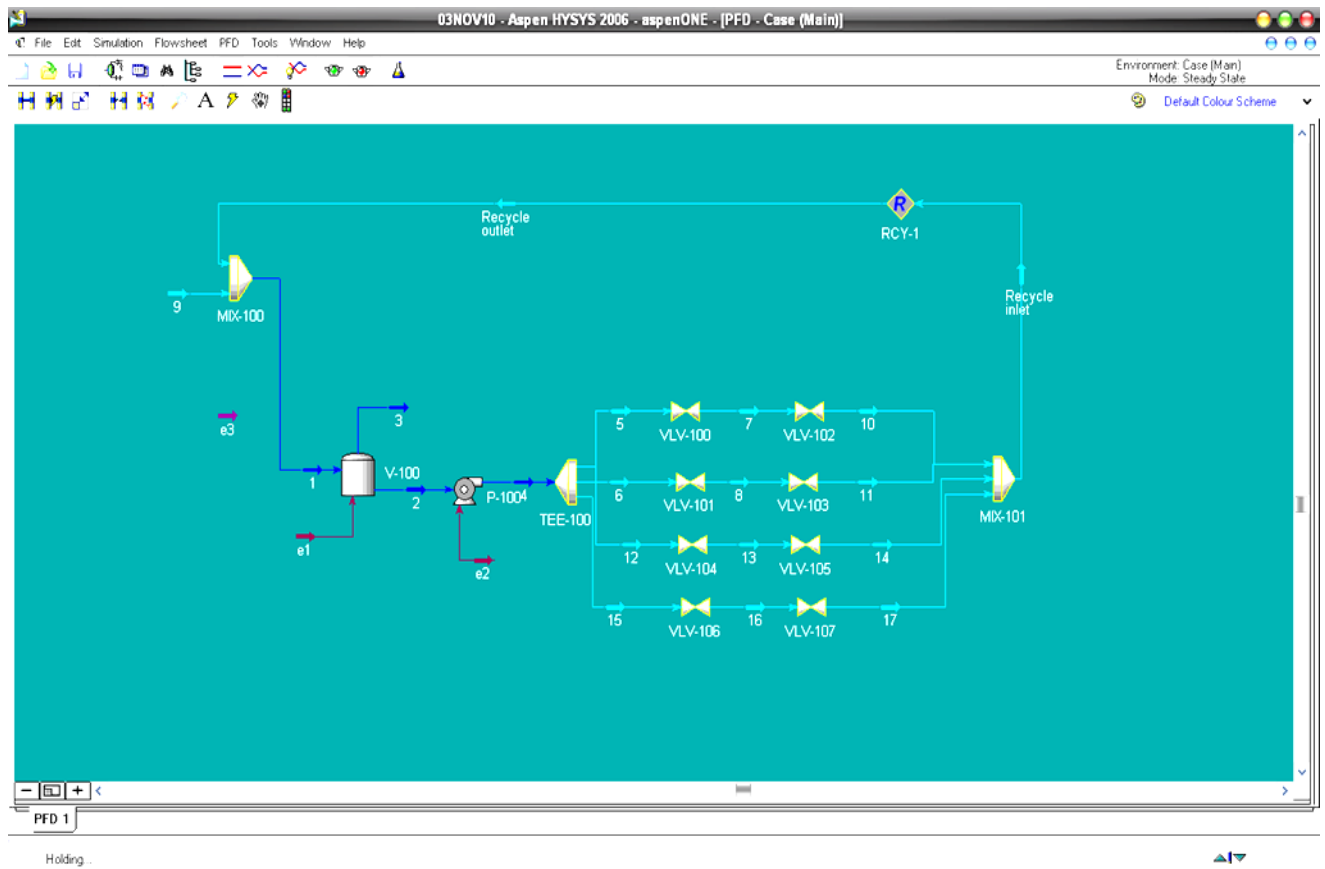 03NOV10 - Aspen HYSYS 2006 - aspenONE - [PFD - Case (Main)]
File Edit Simulation Flowsheet PFD Tools Window Help
Environment: Case (Main)
Mode: Steady State
A
Default Colour Scheme
Recycle
outlet
R
RCY-1
9
MIX-100
Recycle
inlet
e3
3
5
VLV-100
7
VLV-102
10
1
V-100
2
P-100
4
TEE-100
6
VLV-101
8
VLV-103
11
MIX-101
e1
e2
12
VLV-104
13
VLV-105
14
15
VLV-106
16
VLV-107
17
PFD 1
Holding...